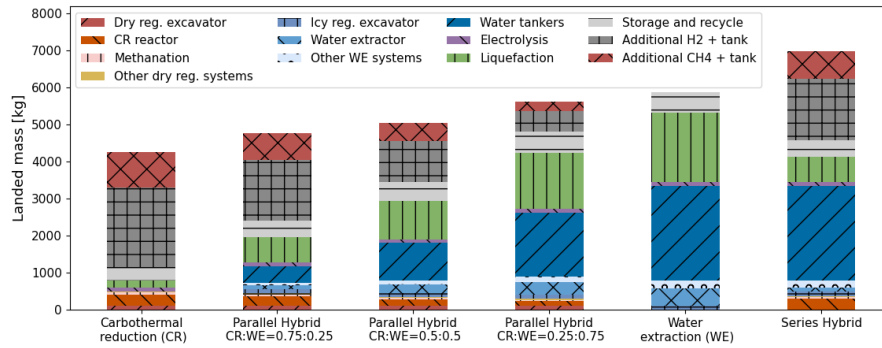 8000
7000
6000
5000
4000
3000
2000
1000
0
Landed mass [kg]
Dry reg. excavator
CR reactor
Methanation
Other dry reg. systems
Icy reg. excavator
Water extractor
Other WE systems
Water tankers
Electrolysis
Liquefaction
Storage and recycle
Additional H2 + tank
Additional CH4 + tank
Carbothermal
reduction (CR)
Parallel Hybrid
CR:WE=0.75:0.25
Parallel Hybrid
CR:WE=0.5:0.5
Parallel Hybrid
CR:WE=0.25:0.75
Water
extraction (WE)
Series Hybrid